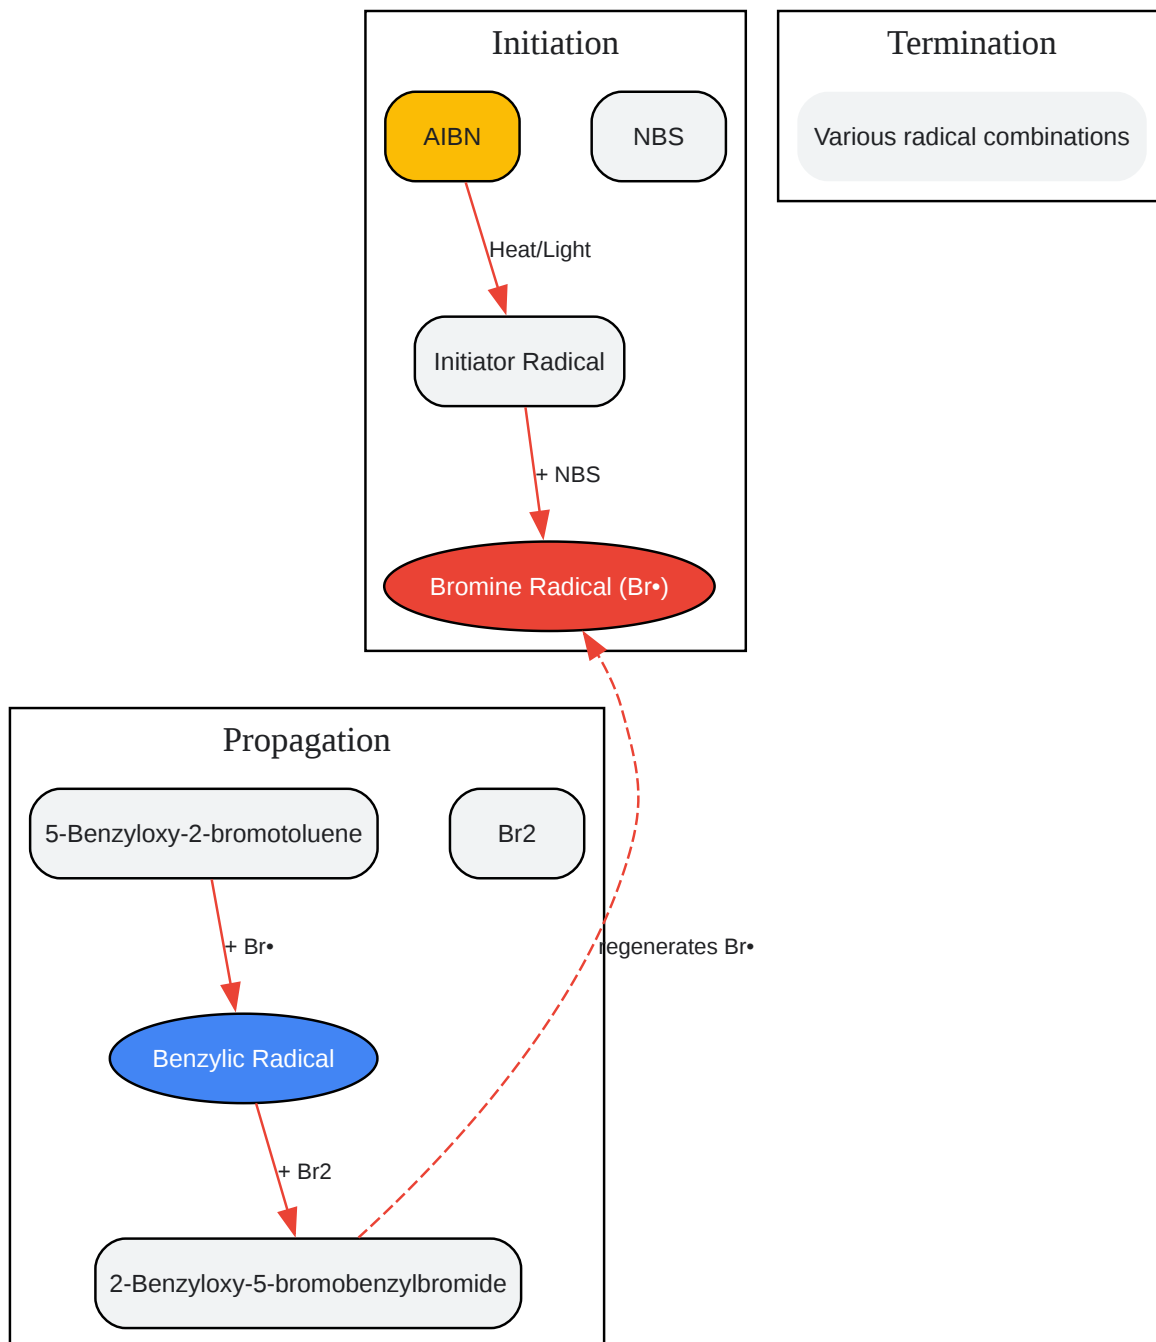 Initiation
Termination
AIBN
NBS
Various radical combinations
Heat/Light
Initiator Radical
+ NBS
Bromine Radical (Br•)
Propagation
5-Benzyloxy-2-bromotoluene
Br2
+ Br•
regenerates Br•
Benzylic Radical
+ Br2
2-Benzyloxy-5-bromobenzylbromide